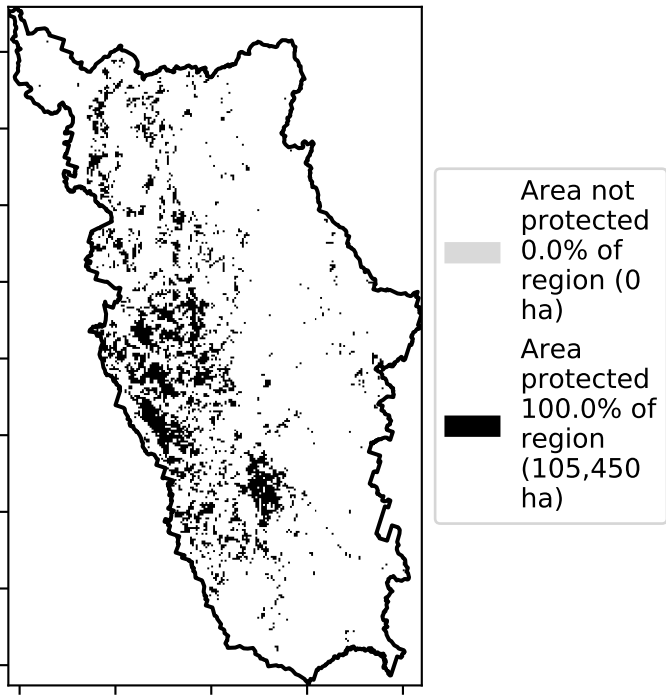 Area not
protected
0.0% of
region (0
ha)
Area
protected
100.0% of
region
(105,450
ha)